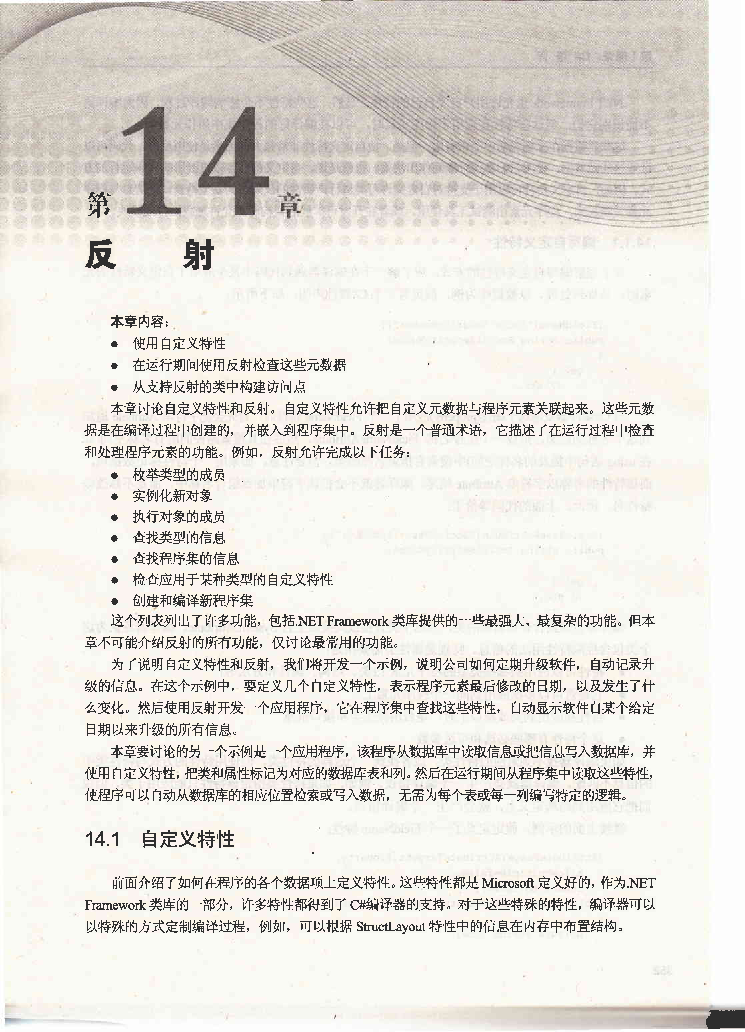 第14章
反 射
本章内容：
● 使用自定义特性
● 在运行期间使用反射检查这些元数据
● 从支持反射的类中构建访问点
本章讨论自定义特性和反射。自定义特性允许把自定义元数据与程序元素关联起来。这些元数
据是在编译过程中创建的，并嵌入到程序集中。反射是一个普通术语，它描述了在运行过程中检查
和处理程序元素的功能。例如，反射允许完成以下任务：
● 枚举类型的成员
● 实例化新对象
● 执行对象的成员
● 查找类型的信息
● 查找程序集的信息
● 检查应用于某种类型的自定义特性
● 创建和编译新程序集
这个列表列出了许多功能，包括.NET Framework 类库提供的一些最强大、最复杂的功能。但本
章不可能介绍反射的所有功能，仅讨论最常用的功能。
为了说明自定义特性和反射，我们将开发一个示例，说明公司如何定期升级软件，自动记录升
级的信息。在这个示例中，要定义几个自定义特性，表示程序元素最后修改的日期，以及发生了什
么变化。然后使用反射开发一个应用程序，它在程序集中查找这些特性，自动显示软件自某个给定
日期以来升级的所有信息。
本章要讨论的另一个示例是一个应用程序，该程序从数据库中读取信息或把信息写入数据库，并
使用自定义特性，把类和属性标记为对应的数据库表和列。然后在运行期间从程序集中读取这些特性，
使程序可以自动从数据库的相应位置检索或写入数据，无需为每个表或每一列编写特定的逻辑。
14.1 自定义特性
前面介绍了如何在程序的各个数据项上定义特性。这些特性都是 Microsoft 定义好的，作为.NET
Framework 类库的一部分，许多特性都得到了 C#编译器的支持。对于这些特殊的特性，编译器可以
以特殊的方式定制编译过程，例如，可以根据 StructLayout 特性中的信息在内存中布置结构。